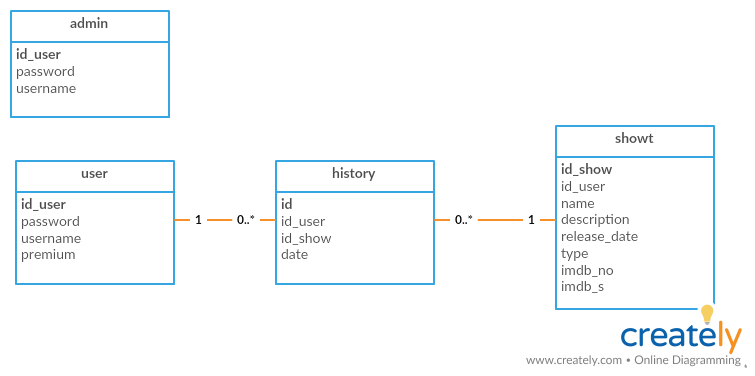 admin
id_user
password
username
user
id_user
password
username
premium
1
0..*
history
id
id_user
id_show
date
0..*
1
showt
id_show
id_user
name
description
release_date
type
imdb_no
imdb_s
creately
www.creately.com • Online Diagramming